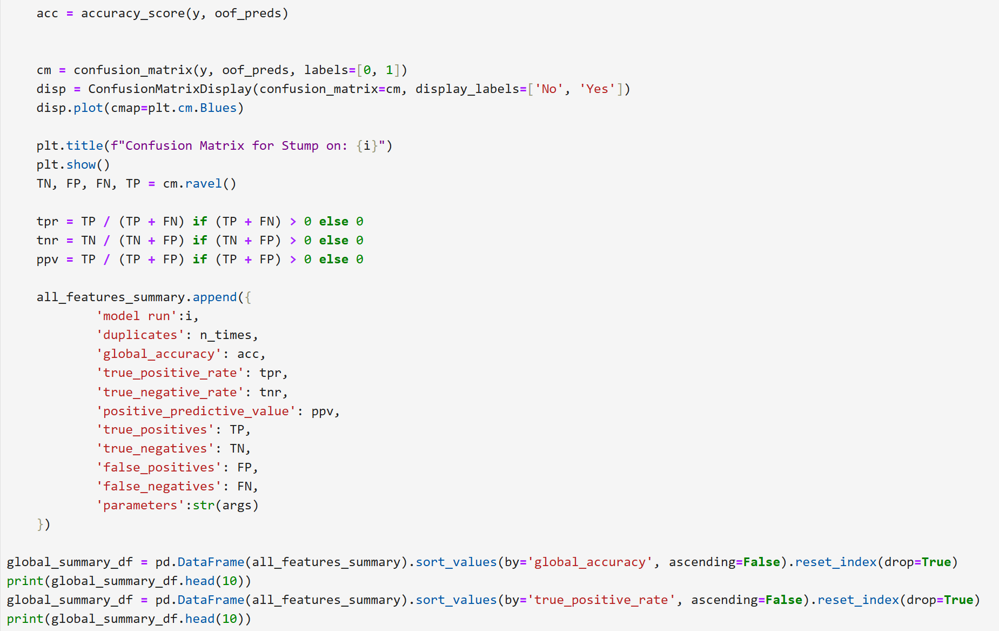 acc = accuracy_score(y, oof_preds)
cm = confusion_matrix(y, oof_preds, labels=[0, 1])
disp = ConfusionMatrixDisplay(confusion_matrix=cm, display_labels=['No', 'Yes'])
disp.plot(cmap=plt.cm.Blues)
plt.title(f"Confusion Matrix for Stump on: {i}")
plt.show()
TN, FP, FN, TP = cm.ravel()
tpr = TP / (TP + FN) if (TP + FN) > 0 else 0
tnr = TN / (TN + FP) if (TN + FP) > 0 else 0
ppv = TP / (TP + FP) if (TP + FP) > 0 else 0
all_features_summary.append({
'model run':i,
'duplicates': n_times,
'global_accuracy': acc,
'true_positive_rate': tpr,
'true_negative_rate': tnr,
'positive_predictive_value': ppv,
'true_positives': TP,
'true_negatives': TN,
'false_positives': FP,
'false_negatives': FN,
'parameters':str(args)
})
global_summary_df = pd.DataFrame(all_features_summary).sort_values(by='global_accuracy', ascending=False).reset_index(drop=True)
print(global_summary_df.head(10))
global_summary_df = pd.DataFrame(all_features_summary).sort_values(by='true_positive_rate', ascending=False).reset_index(drop=True)
print(global_summary_df.head(10))